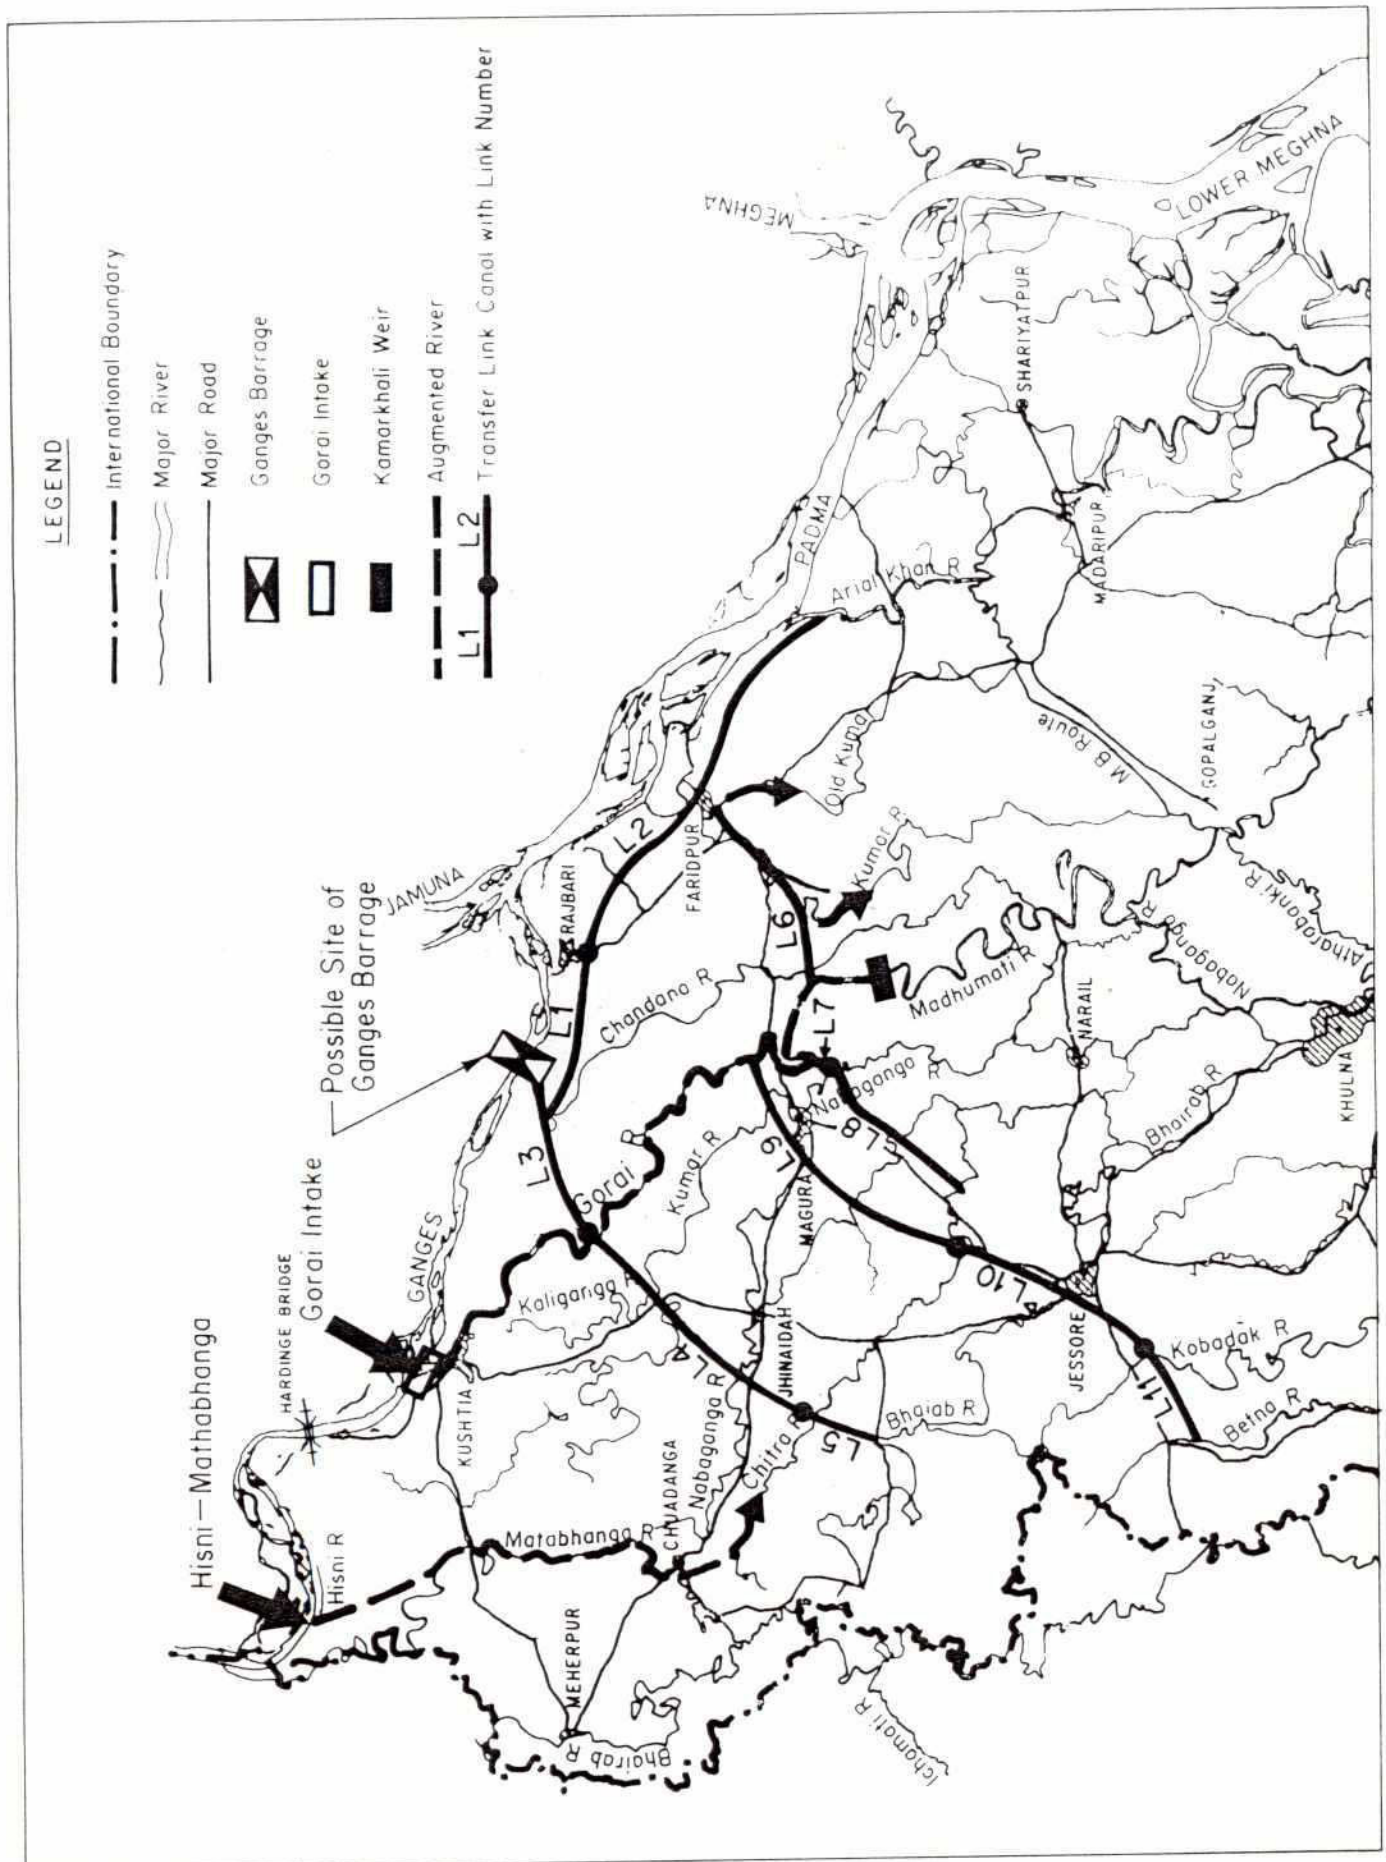 LEGEND
International Boundary
Major River
Major Road
Ganges Barrage
Gorai Intake
Kamarkhali Weir
Augmented River
L1 L2 Transfer Link Canal with Link Number
Hisni-Mathabhanga
HARDINGE BRIDGE
Gorai Intake
Possible Site of
Ganges Barrage
JAMUNA
MEGHNA
LOWER MEGHNA
PADMA
GANGES
Hisni R
KUSHTIA
Gorai
R
L3
L1
RAJBARI
L2
FARIDPUR
Chandana R
Arial Khan R
Old Kuma
Kumar R
M B Route
SHARIYATPUR
MADARIPUR
GOPALGANJ
Matabhanga R
Kaliganga R
Kumar R
L4
L9
L6
L7
L8
Nabaganga R
Madhumati R
MAGURA
JHINAIDAH
Nabaganga R
Chitra R
CHUADANGA
MEHERPUR
Bhairab R
L5
Bhaiab R
L10
JESSORE
NARAIL
Nabaganga R
Atharabanki R
Bhairab R
KHULNA
L11
Kobadak R
Betna R
Ichamati R